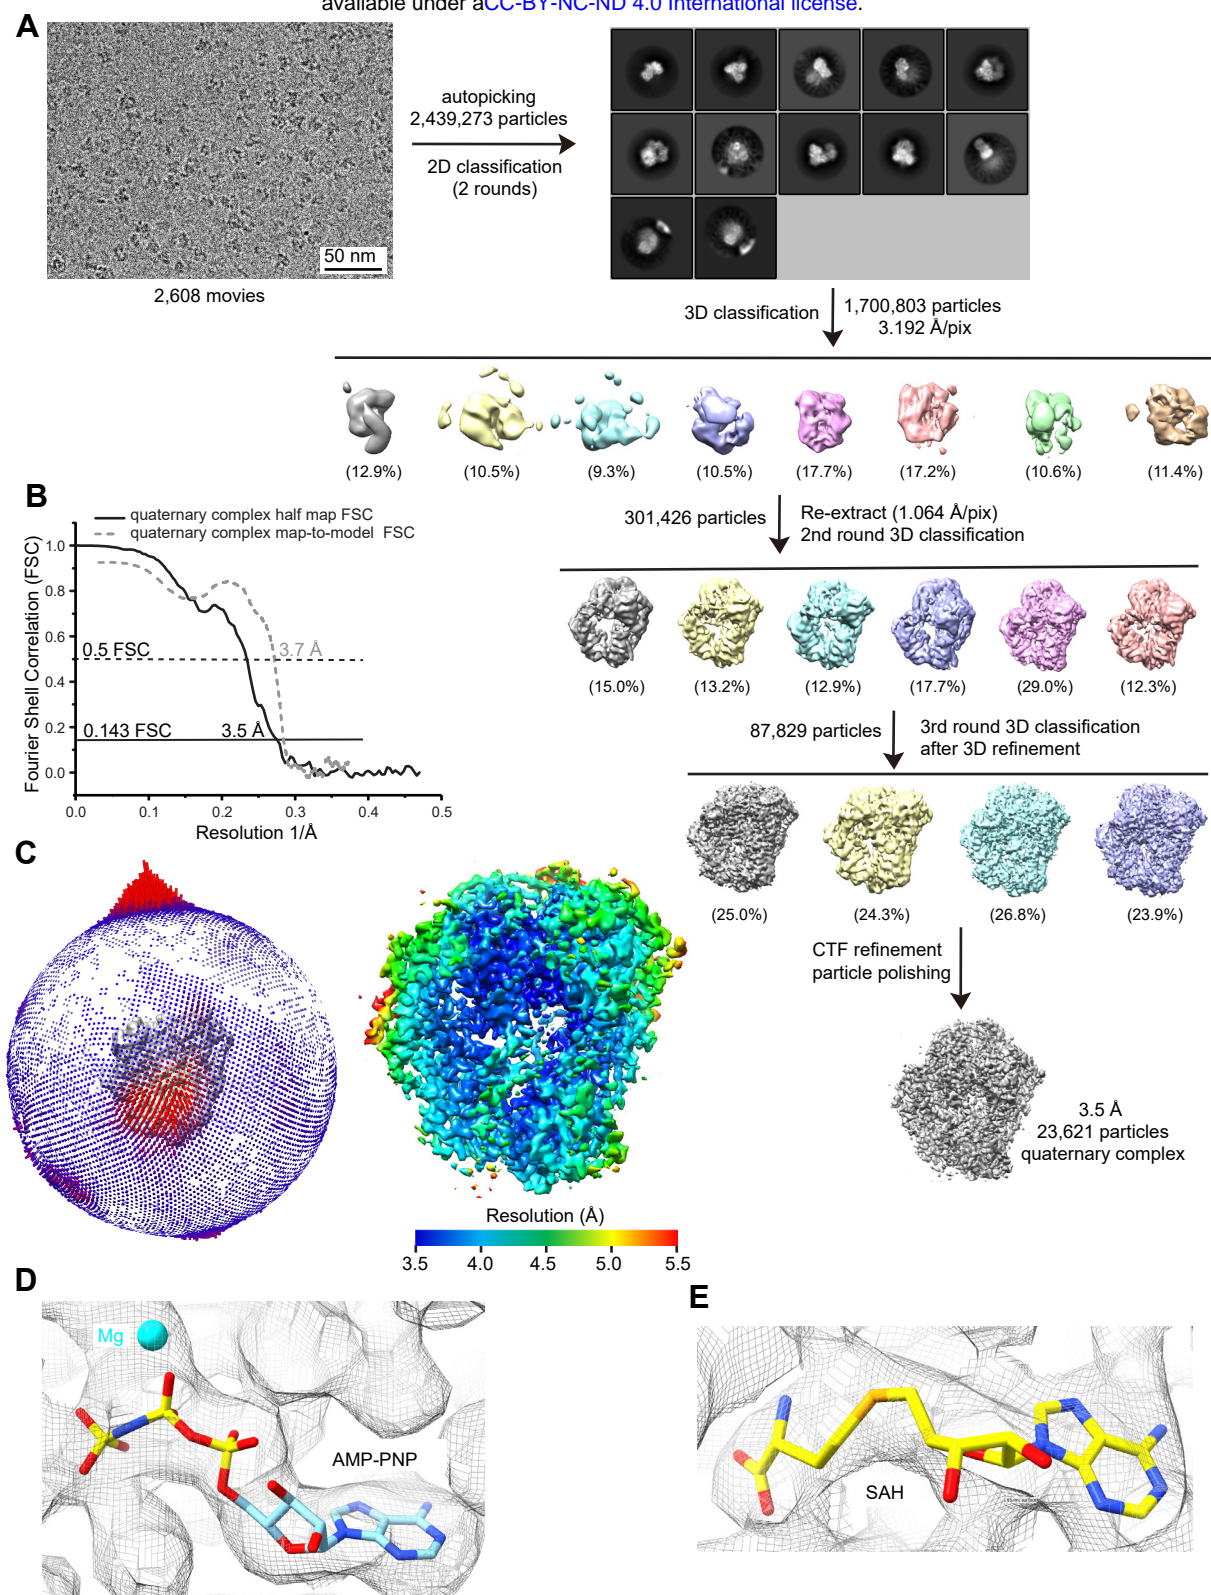 available under aCC-BY-NC-ND 4.0 International license.
A
autopicking
2,439,273 particles
2D classification
(2 rounds)
50 nm
2,608 movies
3D classification
1,700,803 particles
3.192 Å/pix
(12.9%) (10.5%) (9.3%) (10.5%) (17.7%) (17.2%) (10.6%) (11.4%)
301,426 particles
Re-extract (1.064 Å/pix)
2nd round 3D classification
(15.0%) (13.2%) (12.9%) (17.7%) (29.0%) (12.3%)
87,829 particles
3rd round 3D classification
after 3D refinement
(25.0%) (24.3%) (26.8%) (23.9%)
CTF refinement
particle polishing
3.5 Å
23,621 particles
quaternary complex
B
quaternary complex half map FSC
quaternary complex map-to-model FSC
Fourier Shell Correlation (FSC)
1.0
0.8
0.6
0.4
0.2
0.0
0.5 FSC
3.7 Å
0.143 FSC
3.5 Å
0.0 0.1 0.2 0.3 0.4 0.5
Resolution 1/Å
C
Resolution (Å)
3.5 4.0 4.5 5.0 5.5
D
Mg
AMP-PNP
E
SAH